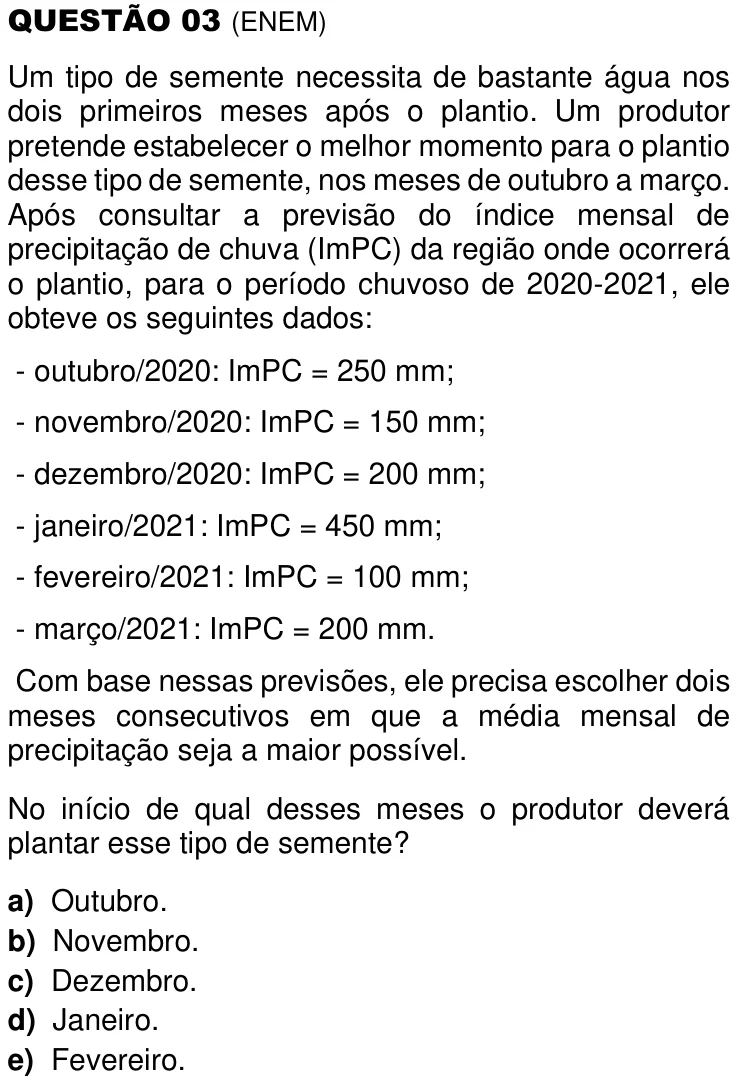 QUESTÃO 03 (ENEM)
Um tipo de semente necessita de bastante água nos
dois primeiros meses após o plantio. Um produtor
pretende estabelecer o melhor momento para o plantio
desse tipo de semente, nos meses de outubro a março.
Após consultar a previsão do índice mensal de
precipitação de chuva (ImPC) da região onde ocorrerá
o plantio, para o período chuvoso de 2020-2021, ele
obteve os seguintes dados:
- outubro/2020: ImPC = 250 mm;
- novembro/2020: ImPC = 150 mm;
- dezembro/2020: ImPC = 200 mm;
- janeiro/2021: ImPC = 450 mm;
- fevereiro/2021: ImPC = 100 mm;
- março/2021: ImPC = 200 mm.
Com base nessas previsões, ele precisa escolher dois
meses consecutivos em que a média mensal de
precipitação seja a maior possível.
No início de qual desses meses o produtor deverá
plantar esse tipo de semente?
a) Outubro.
b) Novembro.
c) Dezembro.
d) Janeiro.
e) Fevereiro.